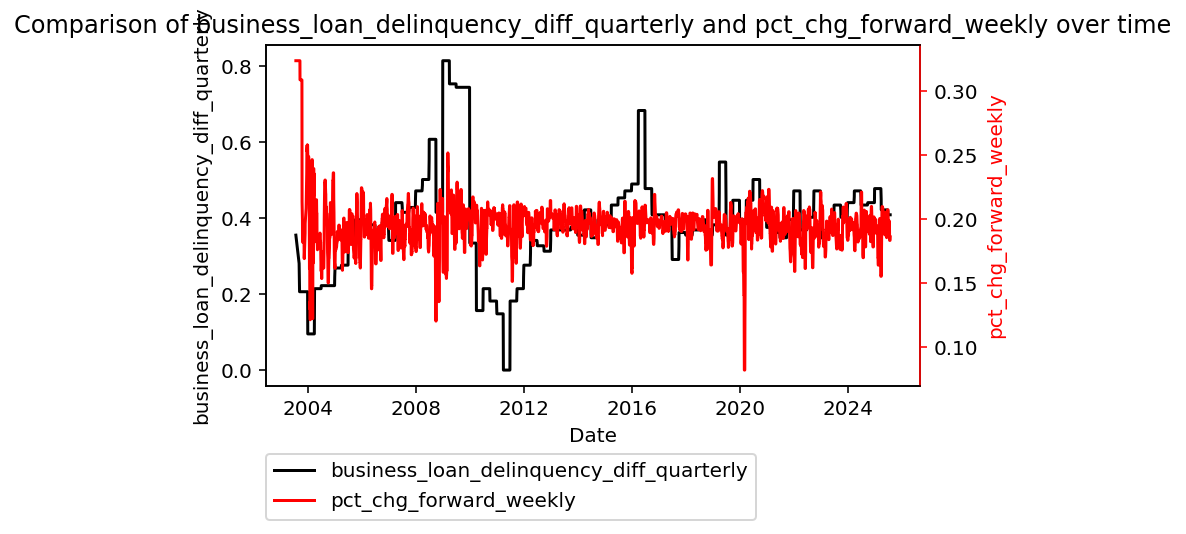 Comparison of business_loan_delinquency_diff_quarterly and pct_chg_forward_weekly over time
business_loan_delinquency_diff_quarterly
0.8
0.6
0.4
0.2
0.0
0.30
0.25
0.20
0.15
0.10
pct_chg_forward_weekly
2004 2008 2012 2016 2020 2024
Date
business_loan_delinquency_diff_quarterly
pct_chg_forward_weekly